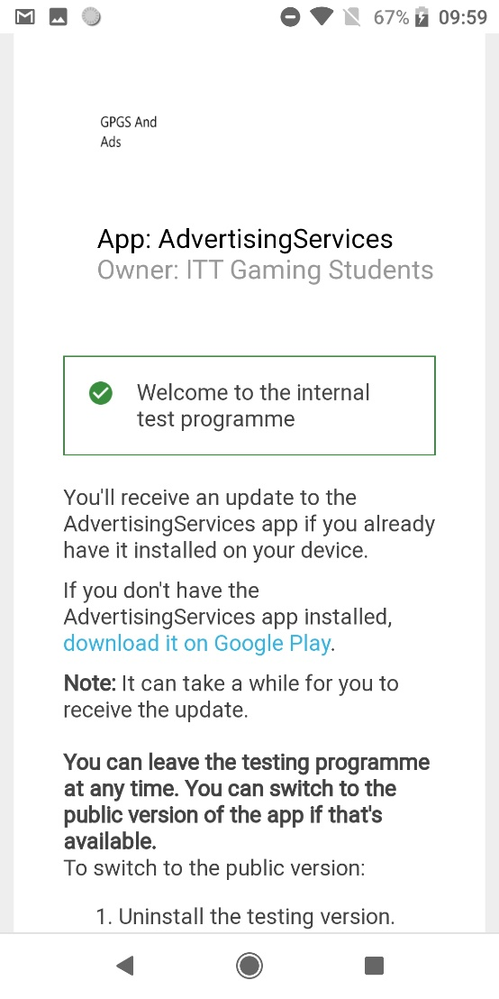 67% 09:59
GPGS And
Ads
App: AdvertisingServices
Owner: ITT Gaming Students
Welcome to the internal
test programme
You'll receive an update to the
AdvertisingServices app if you already
have it installed on your device.
If you don't have the
AdvertisingServices app installed,
download it on Google Play.
Note: It can take a while for you to
receive the update.
You can leave the testing programme
at any time. You can switch to the
public version of the app if that's
available.
To switch to the public version:
1. Uninstall the testing version.